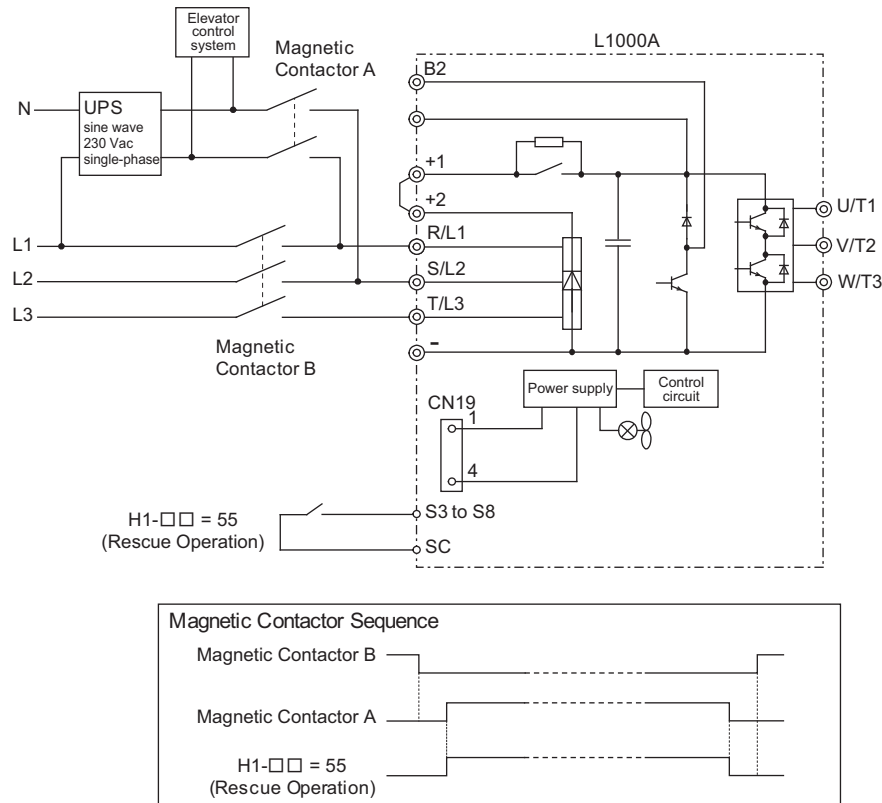 Elevator
control
system
Magnetic
Contactor A
L1000A
B2
N
UPS
sine wave
230 Vac
single-phase
+1
+2
U/T1
L1
R/L1
V/T2
L2
S/L2
W/T3
L3
T/L3
-
Magnetic
Contactor B
Power supply
Control
circuit
CN19
1
4
H1-□□ = 55
(Rescue Operation)
S3 to S8
SC
Magnetic Contactor Sequence
Magnetic Contactor B
Magnetic Contactor A
H1-□□ = 55
(Rescue Operation)